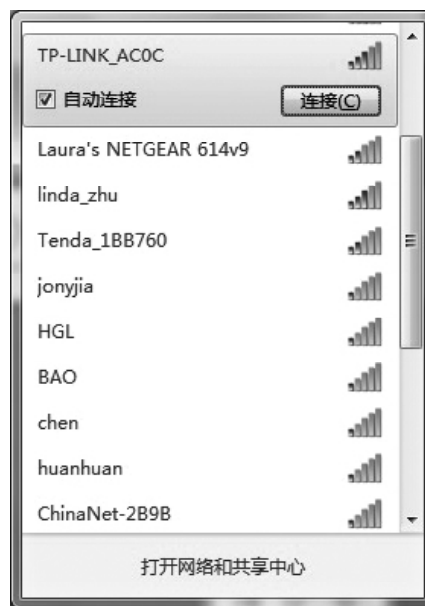 TP-LINK_AC0C
自动连接 连接(C)
Laura's NETGEAR 614v9
linda_zhu
Tenda_1BB760
jonyjia
HGL
BAO
chen
huanhuan
ChinaNet-2B9B
打开网络和共享中心